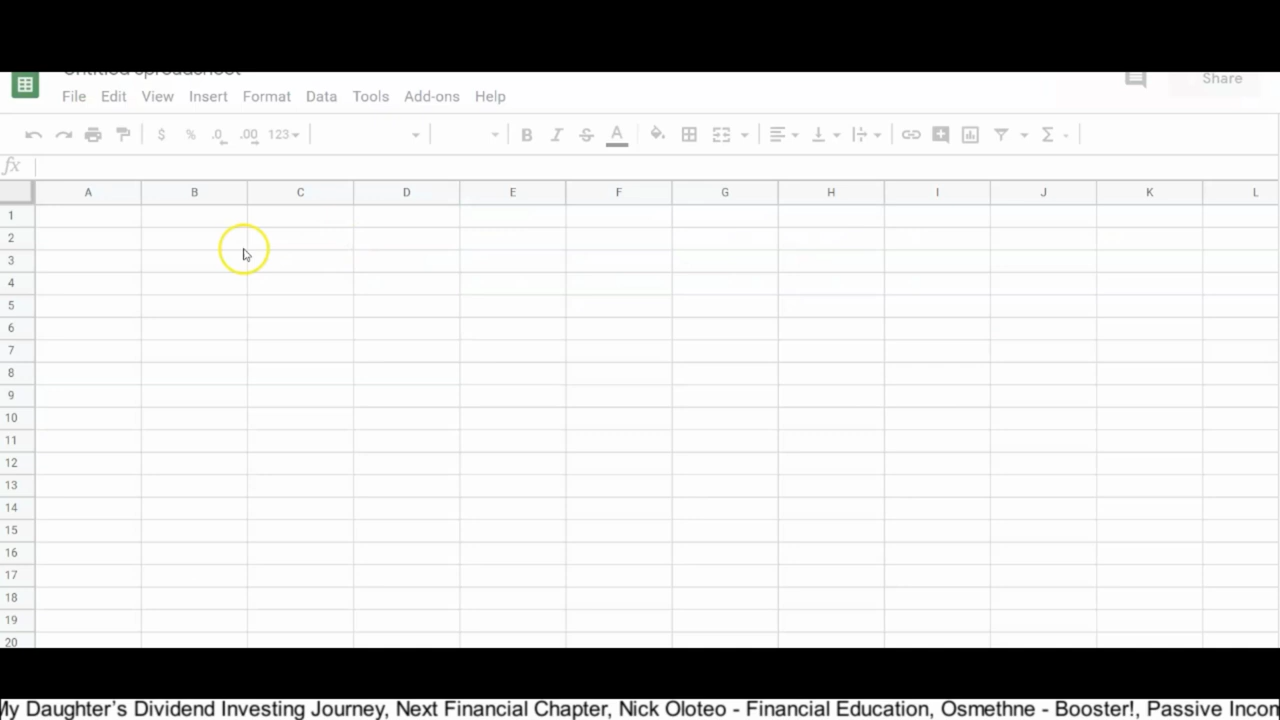 Untitled spreadsheet
Share
File Edit View Insert Format Data Tools Add-ons Help
$ % .0 .00 123 B I S A Σ
fx
A B C D E F G H I J K L
1
2
3
4
5
6
7
8
9
10
11
12
13
14
15
16
17
18
19
20
My Daughter's Dividend Investing Journey, Next Financial Chapter, Nick Oloteo - Financial Education, Osmethne - Booster!, Passive Incon